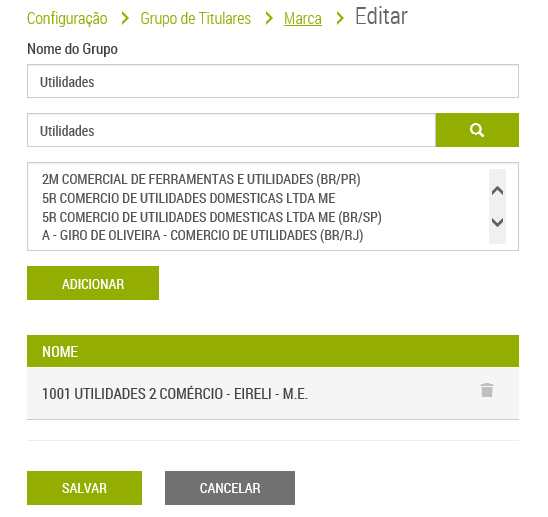 Configuração > Grupo de Titulares > Marca > Editar
Nome do Grupo
Utilidades
Utilidades
2M COMERCIAL DE FERRAMENTAS E UTILIDADES (BR/PR)
5R COMERCIO DE UTILIDADES DOMESTICAS LTDA ME
5R COMERCIO DE UTILIDADES DOMESTICAS LTDA ME (BR/SP)
A - GIRO DE OLIVEIRA - COMERCIO DE UTILIDADES (BR/RJ)
ADICIONAR
NOME
1001 UTILIDADES 2 COMÉRCIO - EIRELI - M.E.
SALVAR CANCELAR